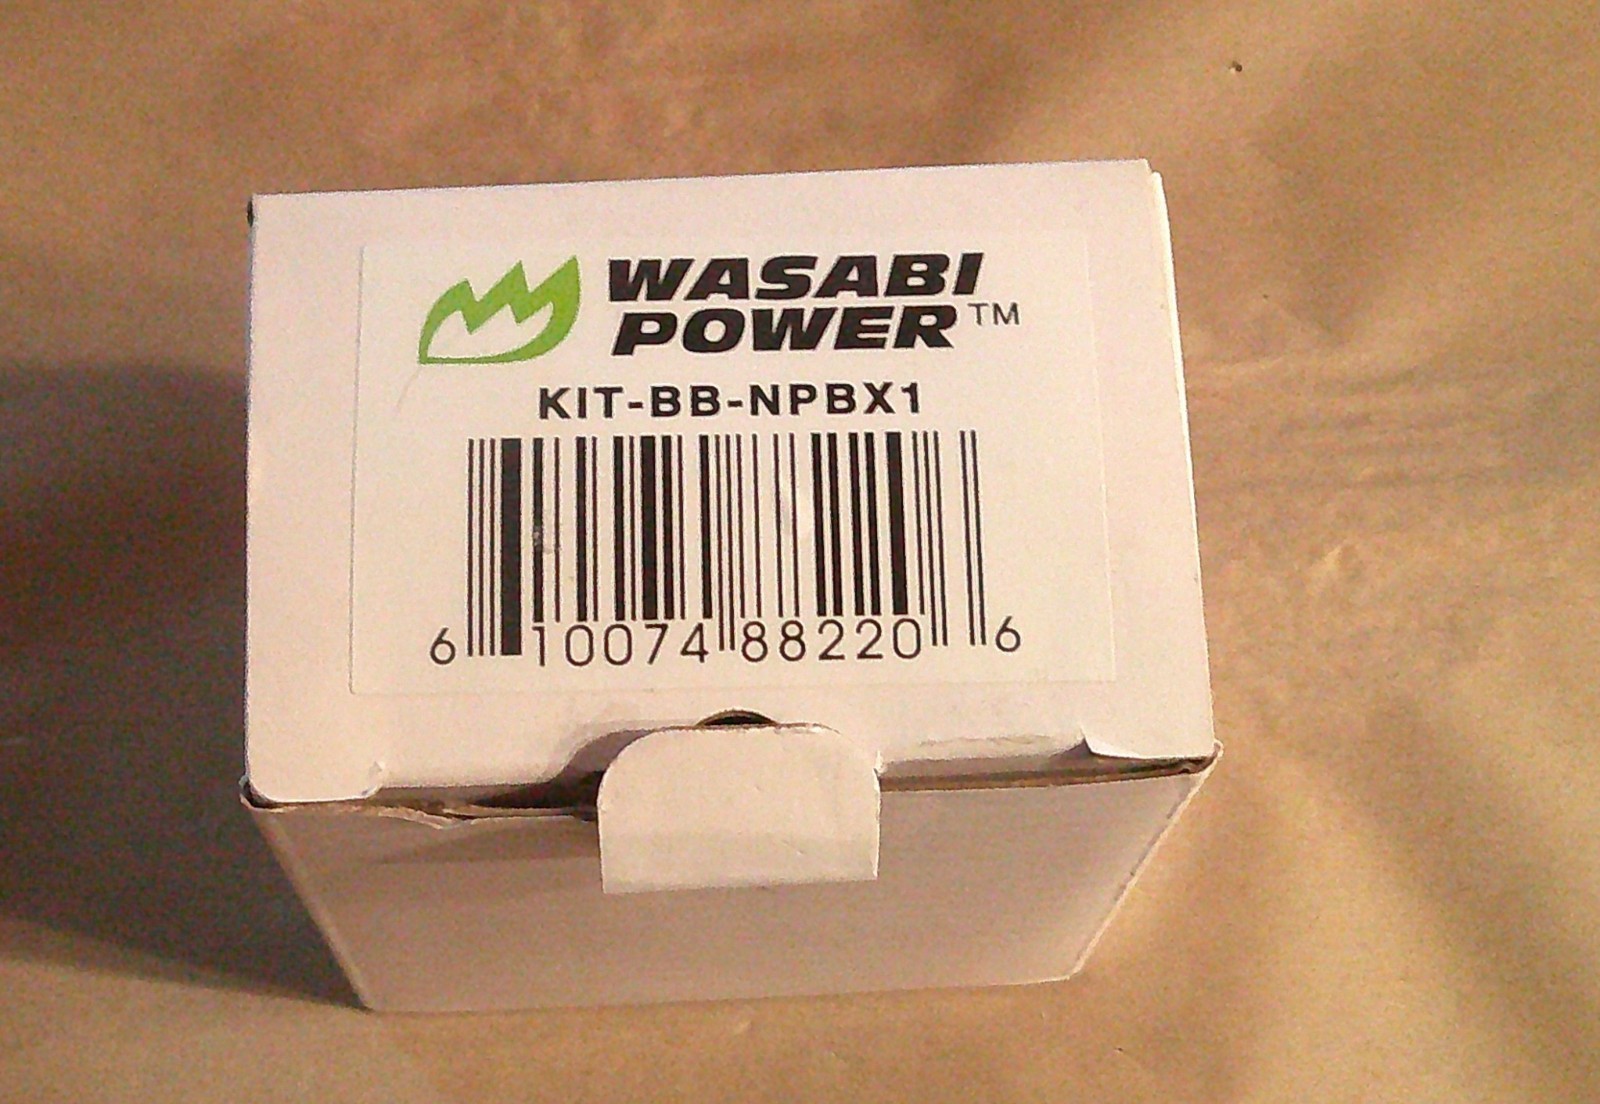 WASABI
POWER™
KIT-BB-NPBX1
6 10074 88220 6